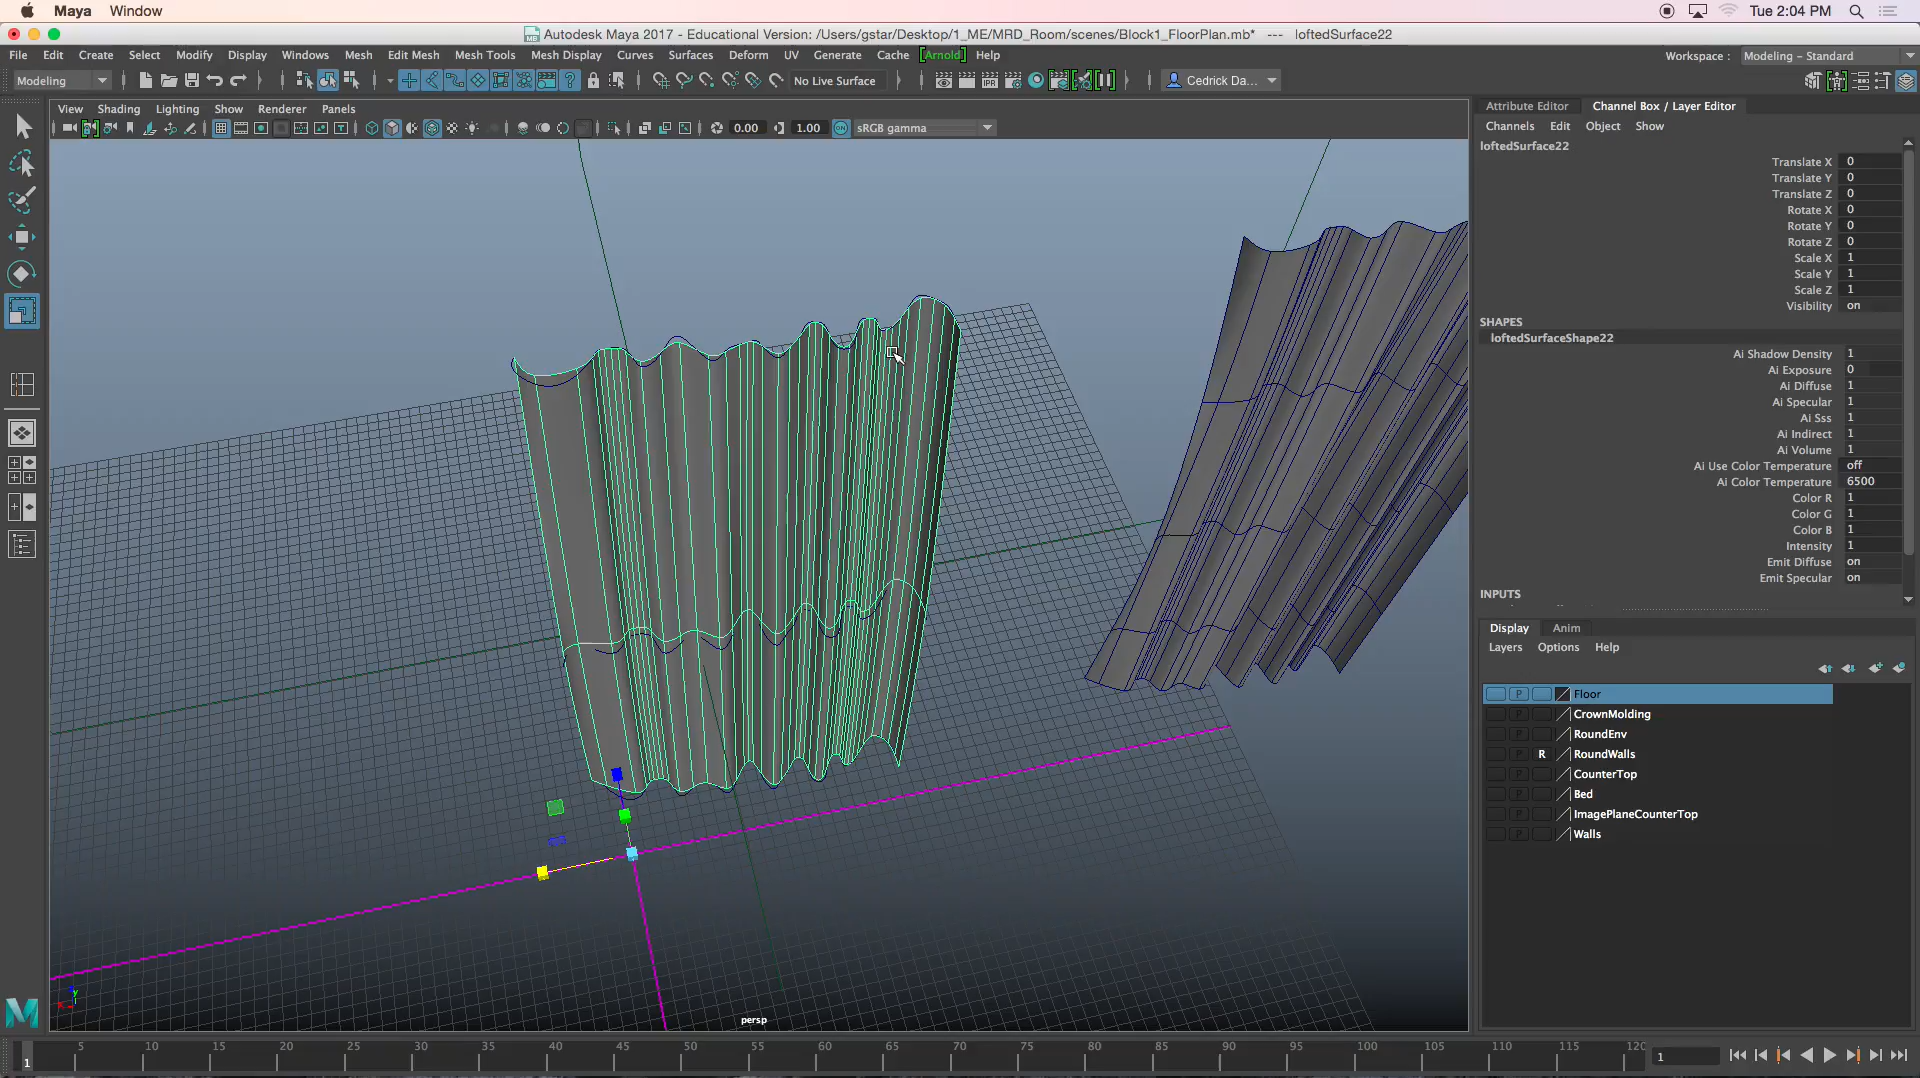 Maya Window Tue 2:04 PM
Autodesk Maya 2017 - Educational Version: /Users/gstar/Desktop/1_ME/MRD_Room/scenes/Block1_FloorPlan.mb* --- loftedSurface22
File Edit Create Select Modify Display Windows Mesh Edit Mesh Mesh Tools Mesh Display Curves Surfaces Deform UV Generate Cache [Arnold] Help Workspace : Modeling - Standard
Modeling No Live Surface Cedrick Da...
View Shading Lighting Show Renderer Panels
0.00 1.00 sRGB gamma
Attribute Editor Channel Box / Layer Editor
Channels Edit Object Show
loftedSurface22
Translate X 0
Translate Y 0
Translate Z 0
Rotate X 0
Rotate Y 0
Rotate Z 0
Scale X 1
Scale Y 1
Scale Z 1
Visibility on
SHAPES
loftedSurfaceShape22
Ai Shadow Density 1
Ai Exposure 0
Ai Diffuse 1
Ai Specular 1
Ai Sss 1
Ai Indirect 1
Ai Volume 1
Ai Use Color Temperature off
Ai Color Temperature 6500
Color R 1
Color G 1
Color B 1
Intensity 1
Emit Diffuse on
Emit Specular on
INPUTS
Display Anim
Layers Options Help
P Floor
P CrownMolding
P RoundEnv
P R RoundWalls
P CounterTop
P Bed
P ImagePlaneCounterTop
P Walls
persp
1 5 10 15 20 25 30 35 40 45 50 55 60 65 70 75 80 85 90 95 100 105 110 115 120 1